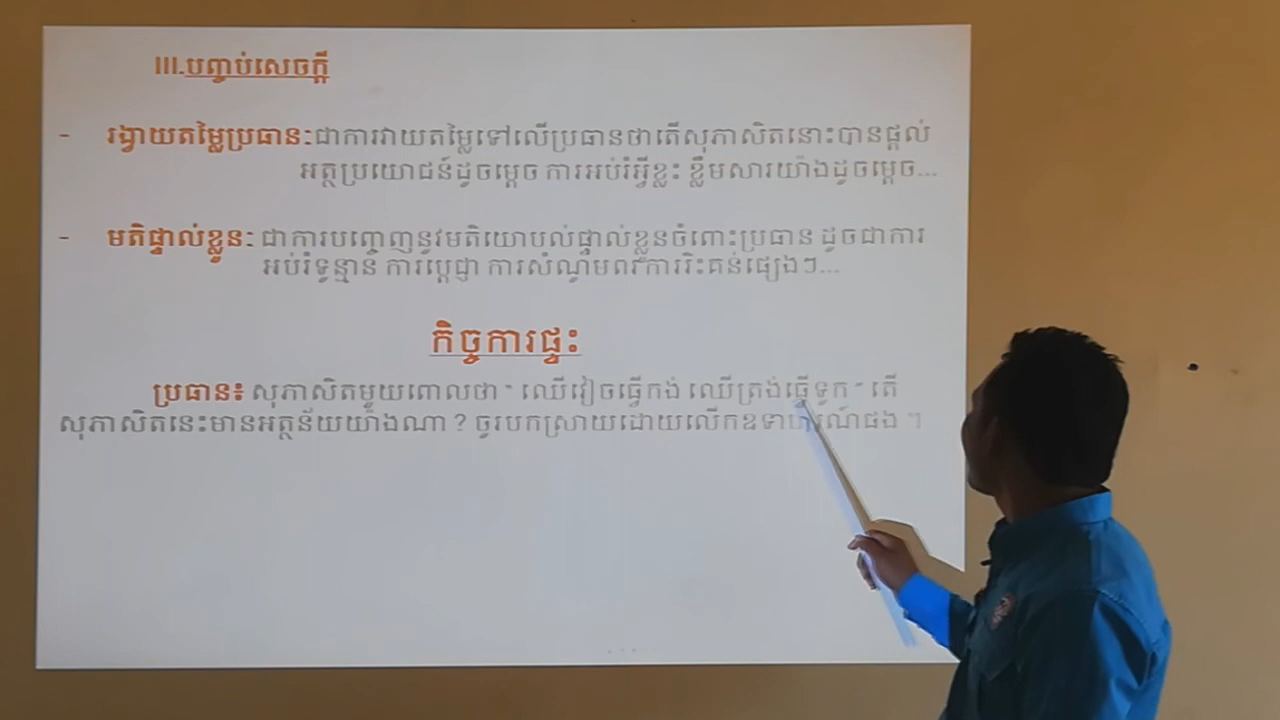 III.បញ្ចប់សេចក្តី
- រង្វាយតម្លៃប្រធានៈជាការវាយតម្លៃទៅលើប្រធានថាតើសុភាសិតនោះបានផ្តល់
អត្ថប្រយោជន៍ដូចម្តេច ការអប់រំអ្វីខ្លះ ខ្លឹមសារយ៉ាងដូចម្តេច...
- មតិផ្ទាល់ខ្លួនៈ ជាការបញ្ចេញនូវមតិយោបល់ផ្ទាល់ខ្លួនចំពោះប្រធាន ដូចជាការ
អប់រំទូន្មាន ការប្តេជ្ញា ការសំណូមពរ ការរិះគន់ផ្សេងៗ...
កិច្ចការផ្ទះ
ប្រធាន៖ សុភាសិតមួយពោលថា “ ឈើវៀចធ្វើកង់ ឈើត្រង់ធ្វើទូក ” តើ
សុភាសិតនេះមានអត្ថន័យយ៉ាងណា ? ចូរបកស្រាយដោយលើកឧទាហរណ៍ផង ។